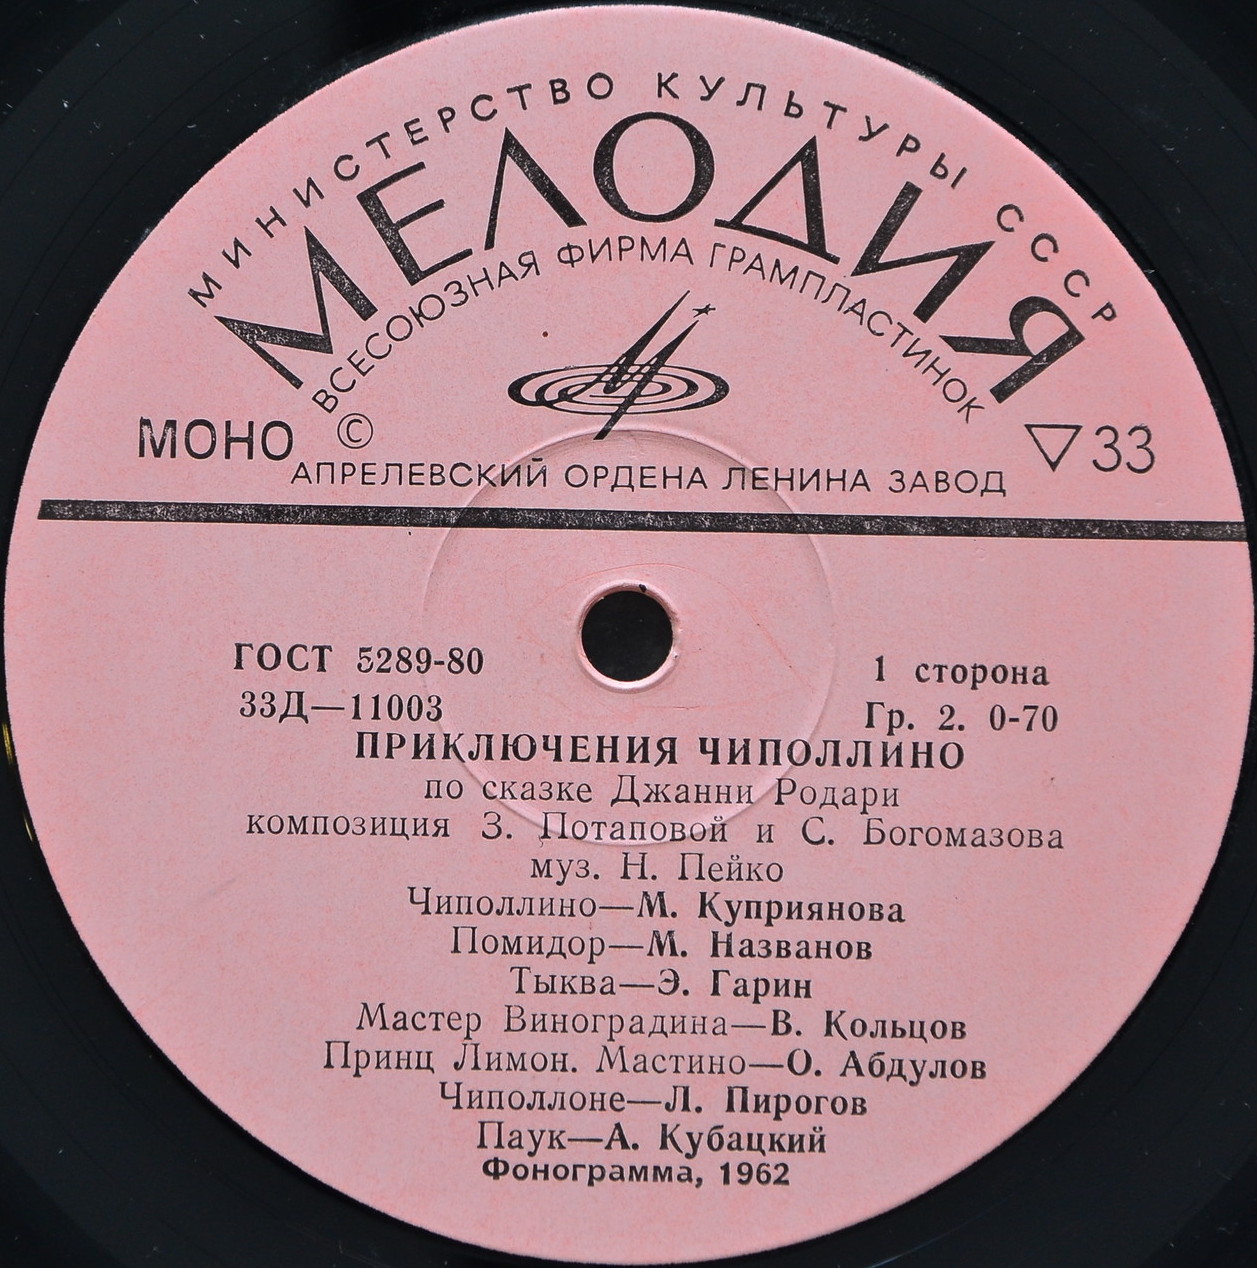 МИНИСТЕРСТВО КУЛЬТУРЫ СССР
МЕЛОДИЯ
ВСЕСОЮЗНАЯ ФИРМА ГРАМПЛАСТИНОК
МОНО © ▽33
АПРЕЛЕВСКИЙ ОРДЕНА ЛЕНИНА ЗАВОД
ГОСТ 5289-80 1 сторона
33Д—11003 Гр. 2. 0-70
ПРИКЛЮЧЕНИЯ ЧИПОЛЛИНО
по сказке Джанни Родари
композиция З. Потаповой и С. Богомазова
муз. Н. Пейко
Чиполлино—М. Куприянова
Помидор—М. Названов
Тыква—Э. Гарин
Мастер Виноградина—В. Кольцов
Принц Лимон. Мастино—О. Абдулов
Чиполлоне—Л. Пирогов
Паук—А. Кубацкий
Фонограмма, 1962